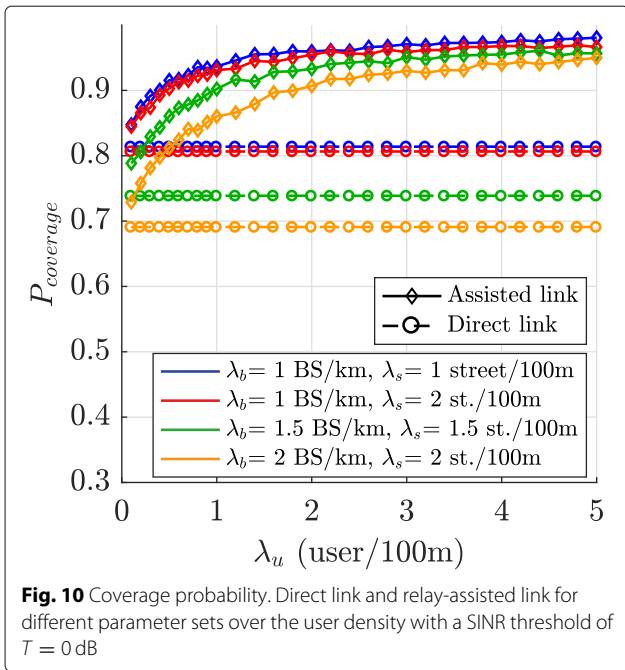 0.9
0.8
0.7
0.6
0.5
0.4
0.3
P_coverage
Assisted link
Direct link
λ_b= 1 BS/km, λ_s= 1 street/100m
λ_b= 1 BS/km, λ_s= 2 st./100m
λ_b= 1.5 BS/km, λ_s= 1.5 st./100m
λ_b= 2 BS/km, λ_s= 2 st./100m
0 1 2 3 4 5
λ_u (user/100m)
Fig. 10 Coverage probability. Direct link and relay-assisted link for
different parameter sets over the user density with a SINR threshold of
T = 0 dB